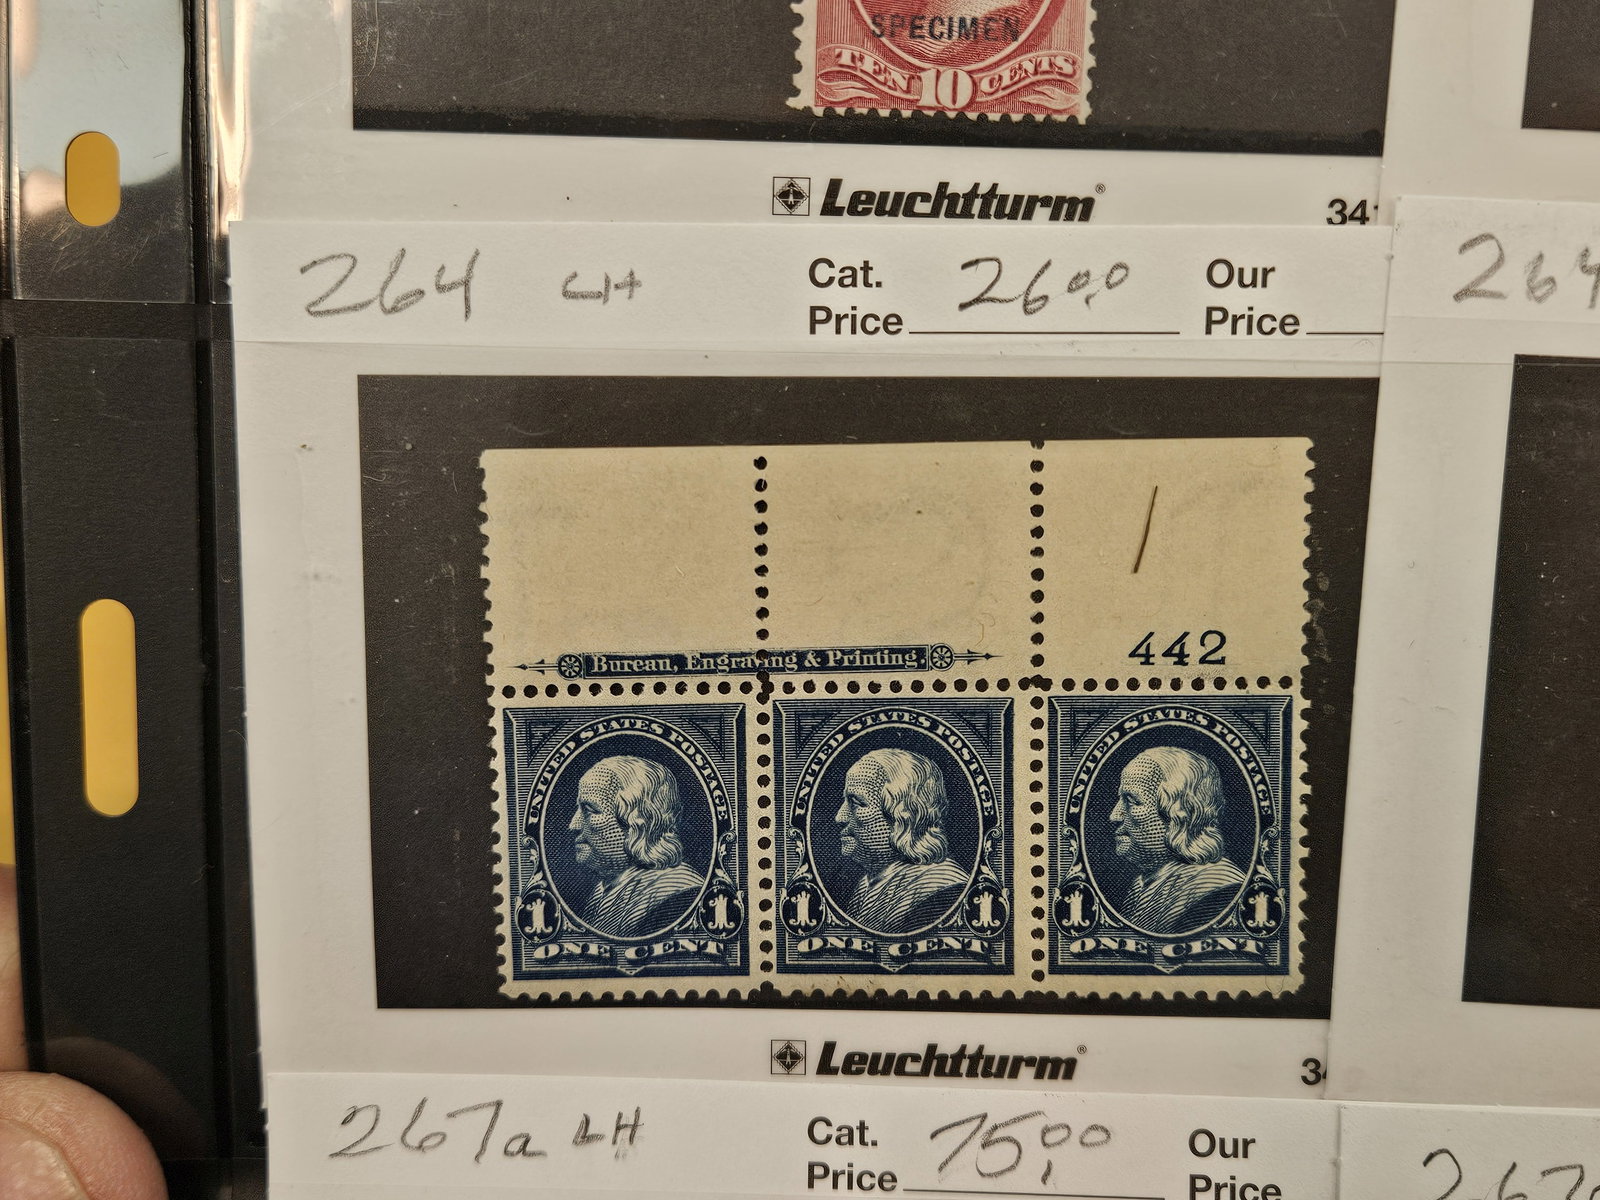 SPECIMEN
TEN 10 CENTS
Leuchtturm® 341
264 LH Cat. Price 26.00 Our Price
264
442
Bureau, Engraving & Printing.
UNITED STATES POSTAGE UNITED STATES POSTAGE UNITED STATES POSTAGE
1 1 1 1 1 1
ONE CENT ONE CENT ONE CENT
Leuchtturm® 34
267a LH Cat. Price 75.00 Our Price
267